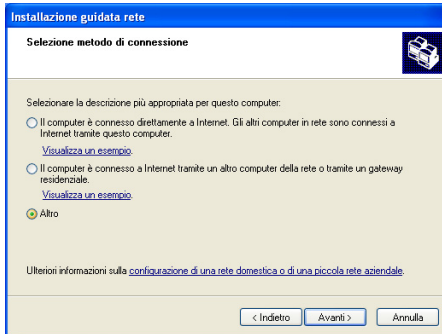 Installazione guidata rete
Selezione metodo di connessione
Selezionare la descrizione più appropriata per questo computer:
Il computer è connesso direttamente a Internet. Gli altri computer in rete sono connessi a
Internet tramite questo computer.
Visualizza un esempio.
Il computer è connesso a Internet tramite un altro computer della rete o tramite un gateway
residenziale.
Visualizza un esempio.
Altro
Ulteriori informazioni sulla configurazione di una rete domestica o di una piccola rete aziendale.
< Indietro Avanti > Annulla